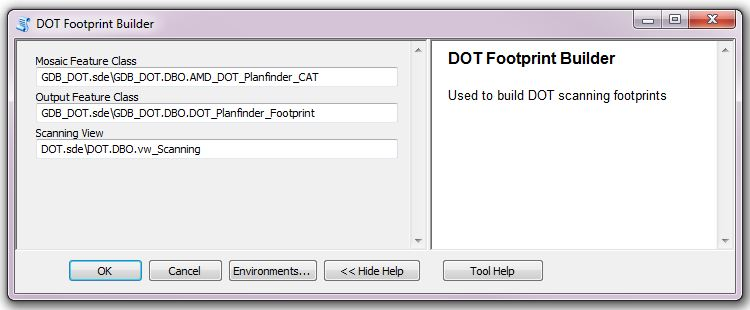 DOT Footprint Builder
Mosaic Feature Class
GDB_DOT.sde\GDB_DOT.DBO.AMD_DOT_Planfinder_CAT
Output Feature Class
GDB_DOT.sde\GDB_DOT.DBO.DOT_Planfinder_Footprint
Scanning View
DOT.sde\DOT.DBO.vw_Scanning
DOT Footprint Builder
Used to build DOT scanning footprints
OK
Cancel
Environments...
<< Hide Help
Tool Help